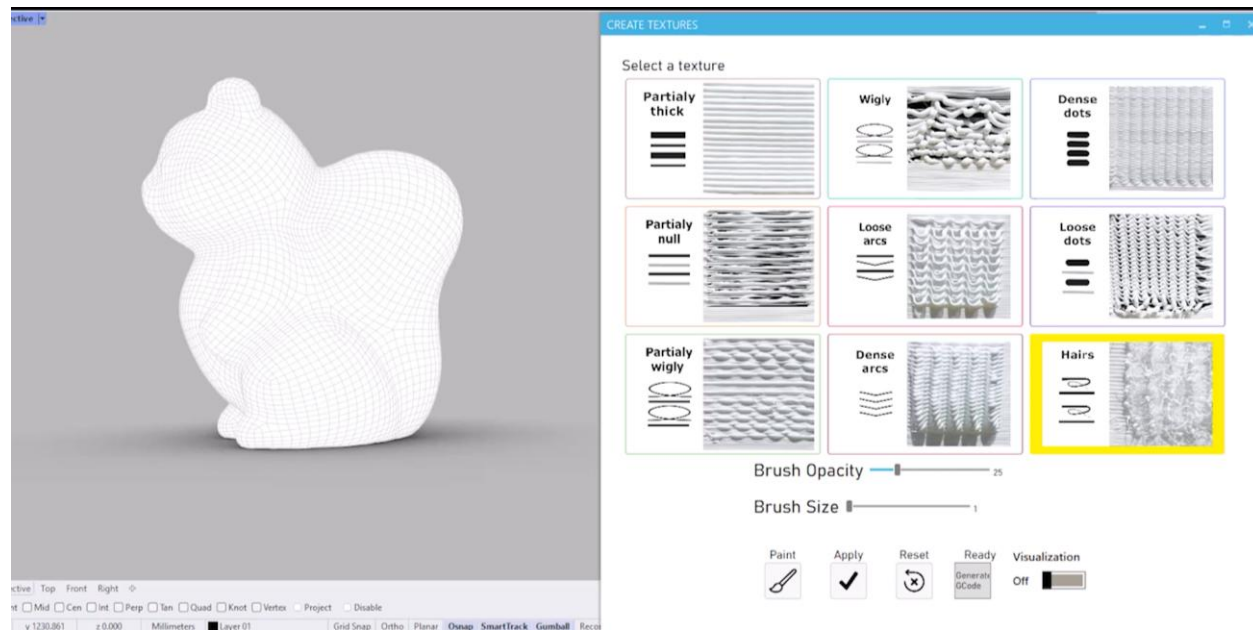 ctive
CREATE TEXTURES
Select a texture
Partialy
thick
Wigly
Dense
dots
Partialy
null
Loose
arcs
Loose
dots
Partialy
wigly
Dense
arcs
Hairs
Brush Opacity 25
Brush Size 1
Paint Apply Reset Ready Visualization
Generate
GCode
Off
ctive Top Front Right
nt Mid Cen Int Perp Tan Quad Knot Vertex Project Disable
y 1230.861 z 0.000 Millimeters Layer 01 Grid Snap Ortho Planar Osnap SmartTrack Gumball Reco